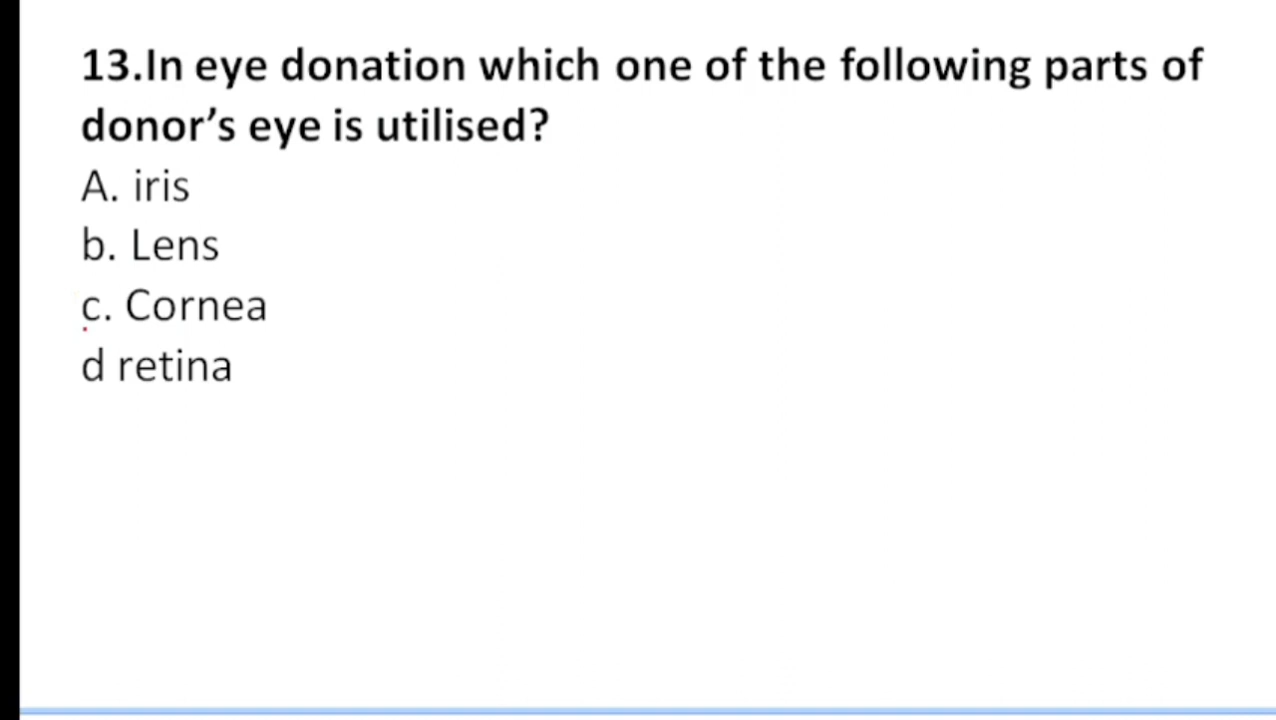 13.In eye donation which one of the following parts of
donor’s eye is utilised?
A. iris
b. Lens
c. Cornea
d retina